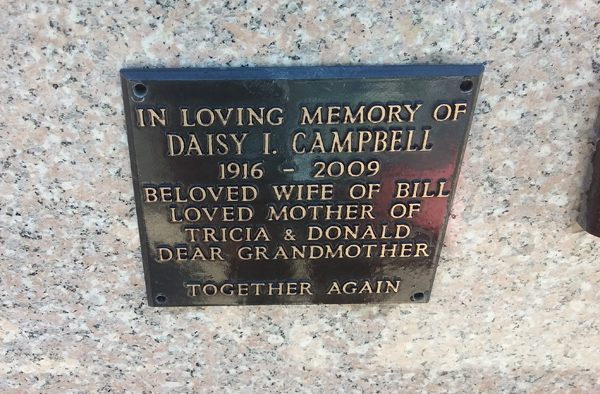 IN LOVING MEMORY OF
DAISY I. CAMPBELL
1916 - 2009
BELOVED WIFE OF BILL
LOVED MOTHER OF
TRICIA & DONALD
DEAR GRANDMOTHER
TOGETHER AGAIN